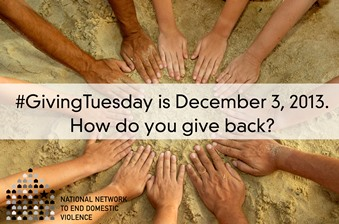 #GivingTuesday is December 3, 2013.
How do you give back?
NATIONAL NETWORK
TO END DOMESTIC
VIOLENCE